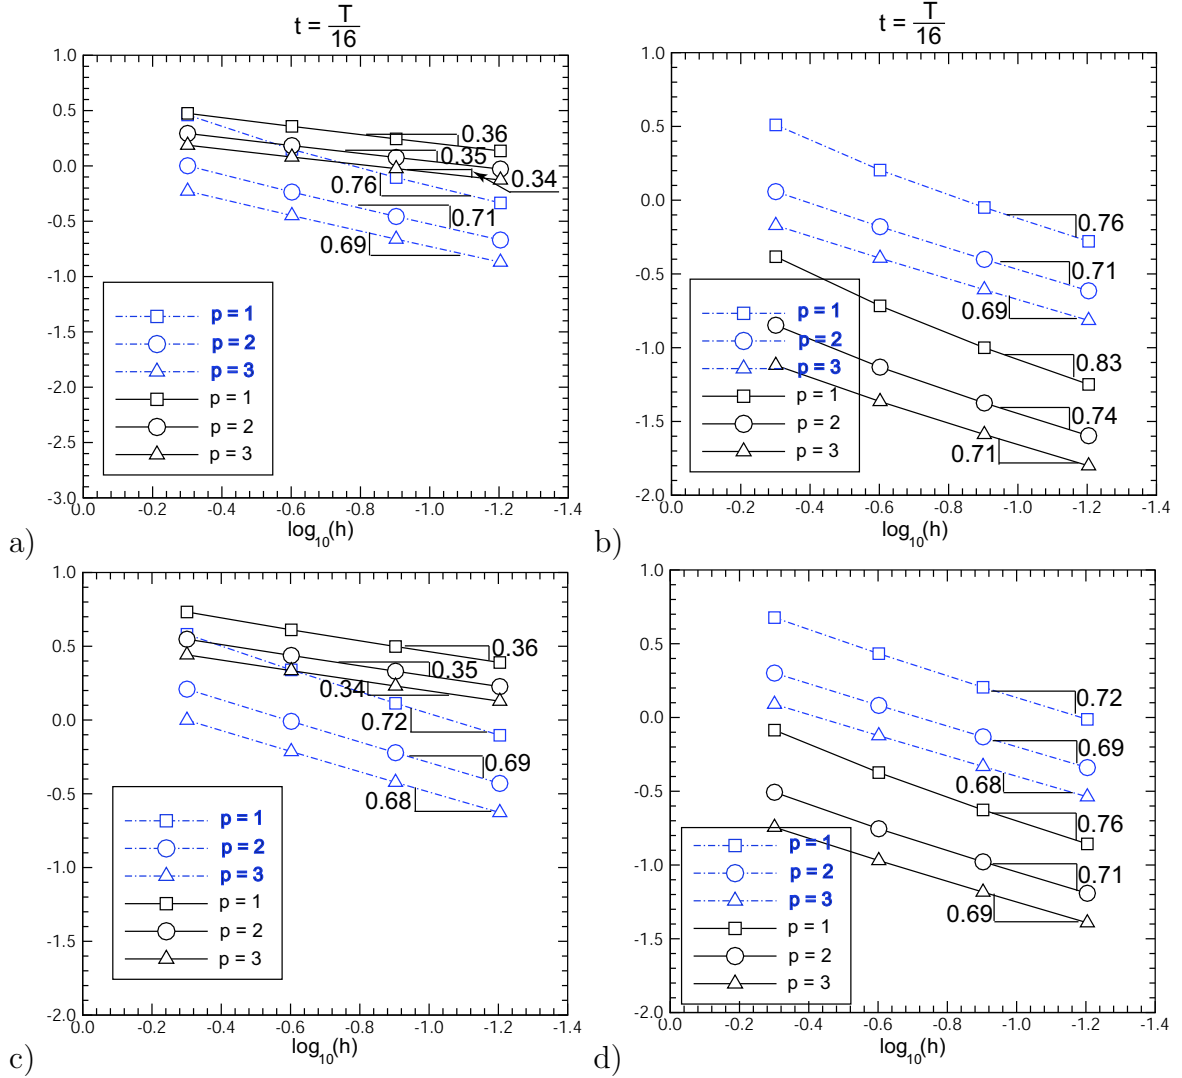 t = T/16
1.0
0.5
0.0
-0.5
-1.0
-1.5
-2.0
-2.5
-3.0
0.36
0.35
0.34
0.76
0.71
0.69
p = 1
p = 2
p = 3
p = 1
p = 2
p = 3
0.0 -0.2 -0.4 -0.6 -0.8 -1.0 -1.2 -1.4
log10(h)
a)
t = T/16
1.0
0.5
0.0
-0.5
-1.0
-1.5
-2.0
0.76
0.71
0.69
0.83
0.74
0.71
p = 1
p = 2
p = 3
p = 1
p = 2
p = 3
0.0 -0.2 -0.4 -0.6 -0.8 -1.0 -1.2 -1.4
log10(h)
b)
1.0
0.5
0.0
-0.5
-1.0
-1.5
-2.0
0.36
0.35
0.34
0.72
0.69
0.68
p = 1
p = 2
p = 3
p = 1
p = 2
p = 3
0.0 -0.2 -0.4 -0.6 -0.8 -1.0 -1.2 -1.4
log10(h)
c)
1.0
0.5
0.0
-0.5
-1.0
-1.5
-2.0
0.72
0.69
0.68
0.76
0.71
0.69
p = 1
p = 2
p = 3
p = 1
p = 2
p = 3
0.0 -0.2 -0.4 -0.6 -0.8 -1.0 -1.2 -1.4
log10(h)
d)